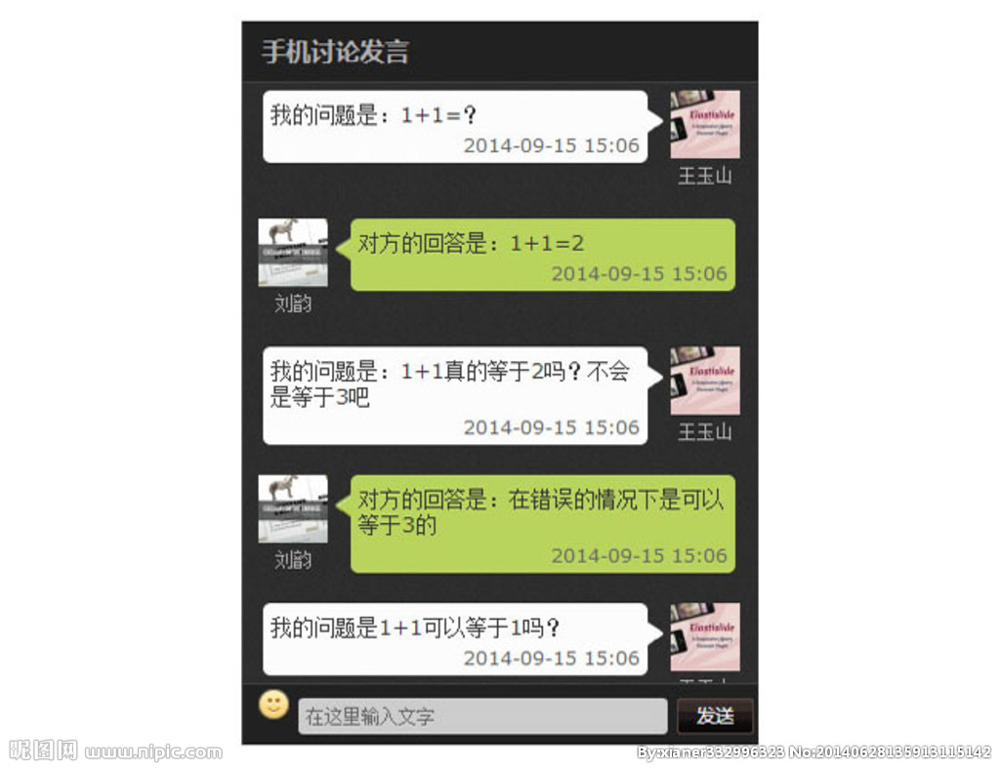 手机讨论发言
我的问题是：1+1=？
2014-09-15 15:06
Elastislide
王玉山
对方的回答是：1+1=2
2014-09-15 15:06
刘韵
我的问题是：1+1真的等于2吗？不会
是等于3吧
2014-09-15 15:06
Elastislide
王玉山
对方的回答是：在错误的情况下是可以
等于3的
2014-09-15 15:06
刘韵
我的问题是1+1可以等于1吗？
2014-09-15 15:06
Elastislide
在这里输入文字
发送
昵图网 www.nipic.com
By:xianer332996323 No:20140628135913115142